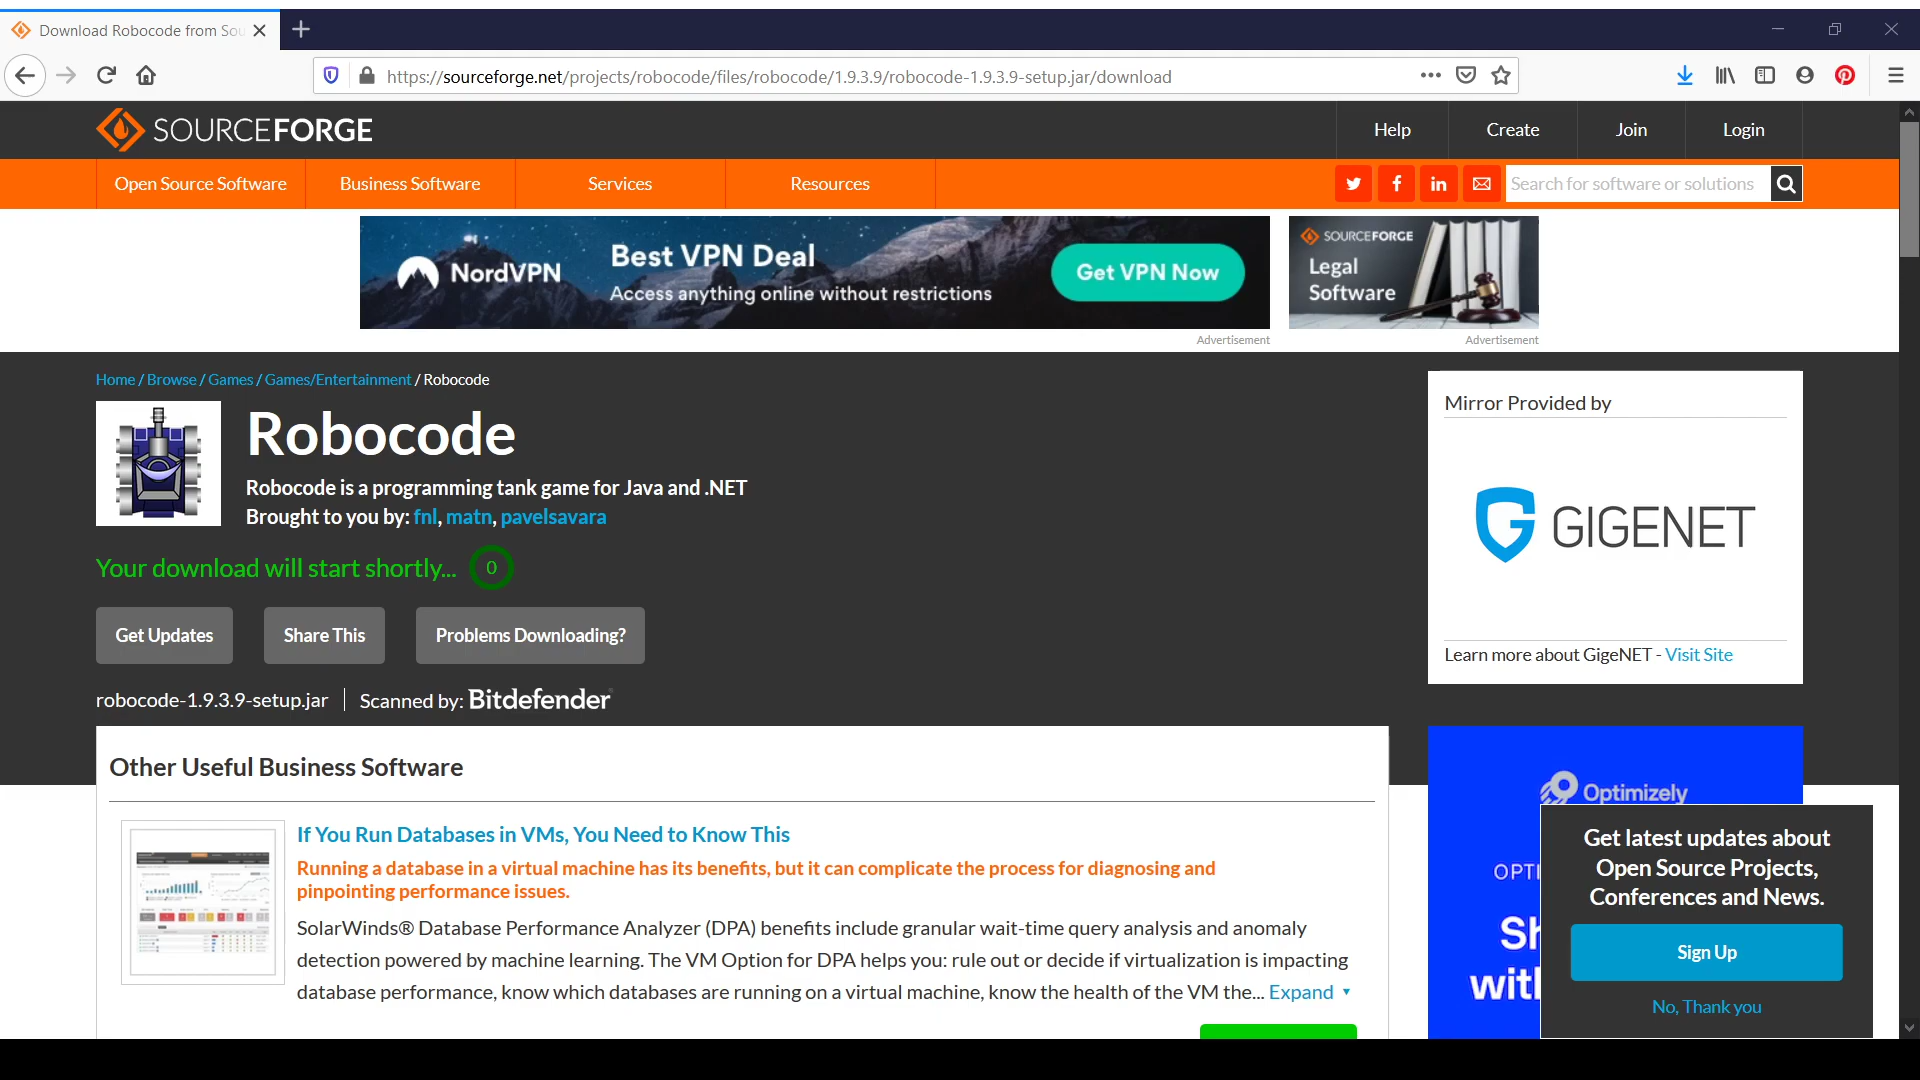 Download Robocode from Sou
https://sourceforge.net/projects/robocode/files/robocode/1.9.3.9/robocode-1.9.3.9-setup.jar/download
SOURCEFORGE
Help
Create
Join
Login
Open Source Software
Business Software
Services
Resources
Search for software or solutions
NordVPN
Best VPN Deal
Access anything online without restrictions
Get VPN Now
SOURCEFORGE
Legal
Software
Advertisement
Advertisement
Home / Browse / Games / Games/Entertainment / Robocode
Robocode
Robocode is a programming tank game for Java and .NET
Brought to you by: fnl, matn, pavelsavara
Your download will start shortly... 0
Get Updates
Share This
Problems Downloading?
robocode-1.9.3.9-setup.jar
Scanned by: Bitdefender
Mirror Provided by
GIGENET
Learn more about GigeNET - Visit Site
Other Useful Business Software
If You Run Databases in VMs, You Need to Know This
Running a database in a virtual machine has its benefits, but it can complicate the process for diagnosing and
pinpointing performance issues.
SolarWinds® Database Performance Analyzer (DPA) benefits include granular wait-time query analysis and anomaly
detection powered by machine learning. The VM Option for DPA helps you: rule out or decide if virtualization is impacting
database performance, know which databases are running on a virtual machine, know the health of the VM the... Expand
Optimizely
OPTI
Sh
with
Get latest updates about
Open Source Projects,
Conferences and News.
Sign Up
No, Thank you